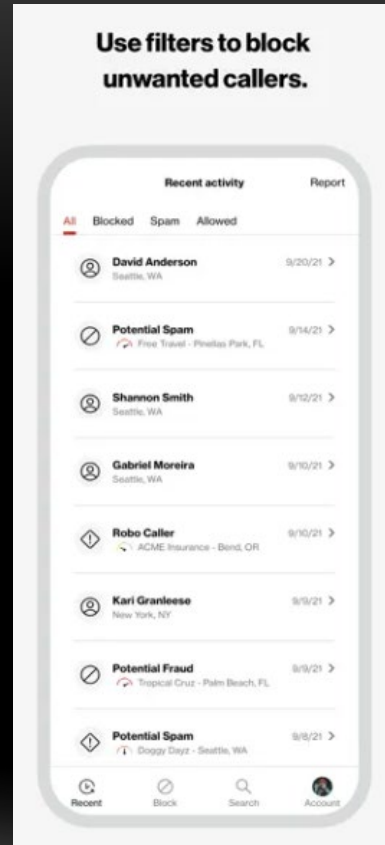 Use filters to block
unwanted callers.
Recent activity
Report
All Blocked Spam Allowed
David Anderson 9/20/21
Seattle, WA
Potential Spam 9/14/21
Free Travel - Pinellas Park, FL
Shannon Smith 9/12/21
Seattle, WA
Gabriel Moreira 9/10/21
Seattle, WA
Robo Caller 9/10/21
ACME Insurance - Bend, OR
Kari Granleese 9/9/21
New York, NY
Potential Fraud 9/9/21
Tropical Cruz - Palm Beach, FL
Potential Spam 9/8/21
Doggy Dayz - Seattle, WA
Recent Block Search Account